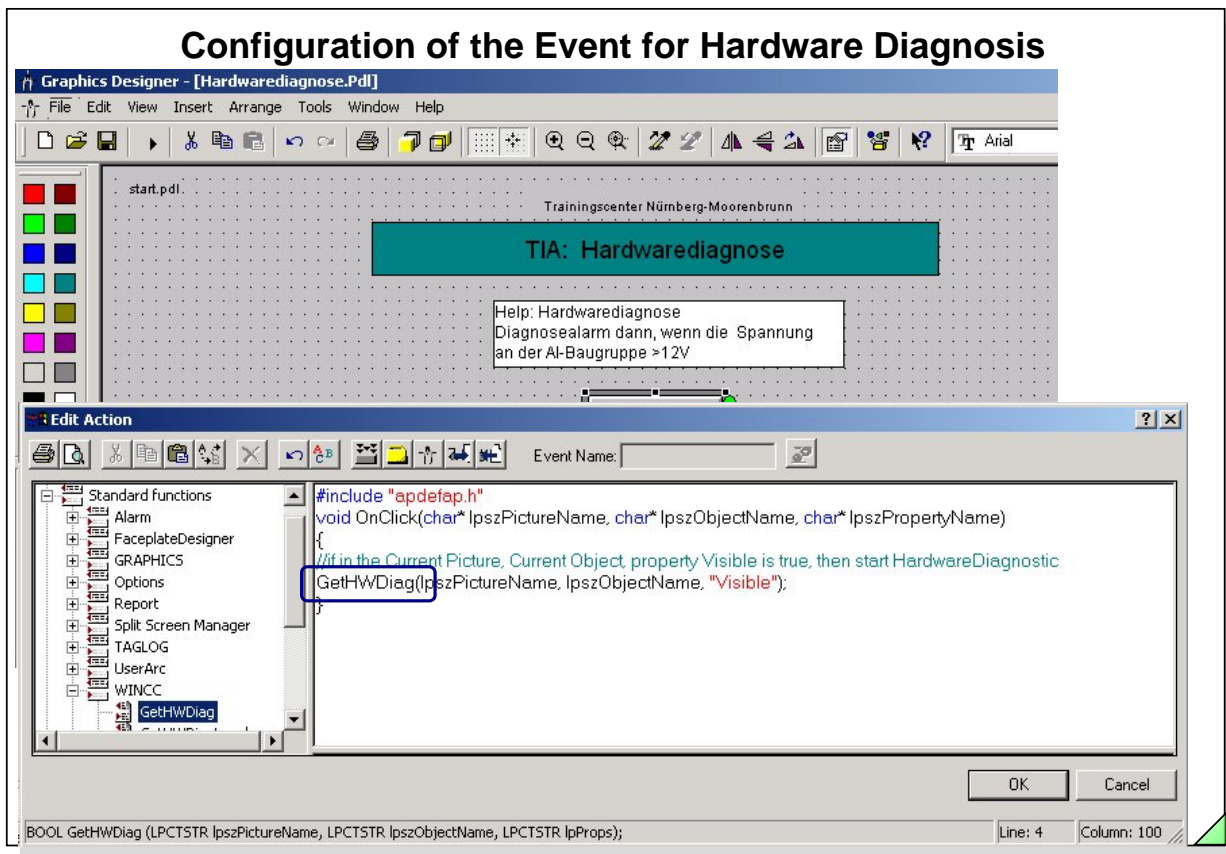 Configuration of the Event for Hardware Diagnosis
Graphics Designer - [Hardwarediagnose.Pdl]
File Edit View Insert Arrange Tools Window Help
Arial
start.pdl
Trainingscenter Nürnberg-Moorenbrunn
TIA: Hardwarediagnose
Help: Hardwarediagnose
Diagnosealarm dann, wenn die Spannung
an der AI-Baugruppe >12V
Edit Action
Event Name:
Standard functions
Alarm
FaceplateDesigner
GRAPHICS
Options
Report
Split Screen Manager
TAGLOG
UserArc
WINCC
GetHWDiag
#include "apdefap.h"
void OnClick(char* lpszPictureName, char* lpszObjectName, char* lpszPropertyName)
{
//if in the Current Picture, Current Object, property Visible is true, then start HardwareDiagnostic
GetHWDiag(lpszPictureName, lpszObjectName, "Visible");
}
OK Cancel
BOOL GetHWDiag (LPCTSTR lpszPictureName, LPCTSTR lpszObjectName, LPCTSTR lpProps);
Line: 4 Column: 100